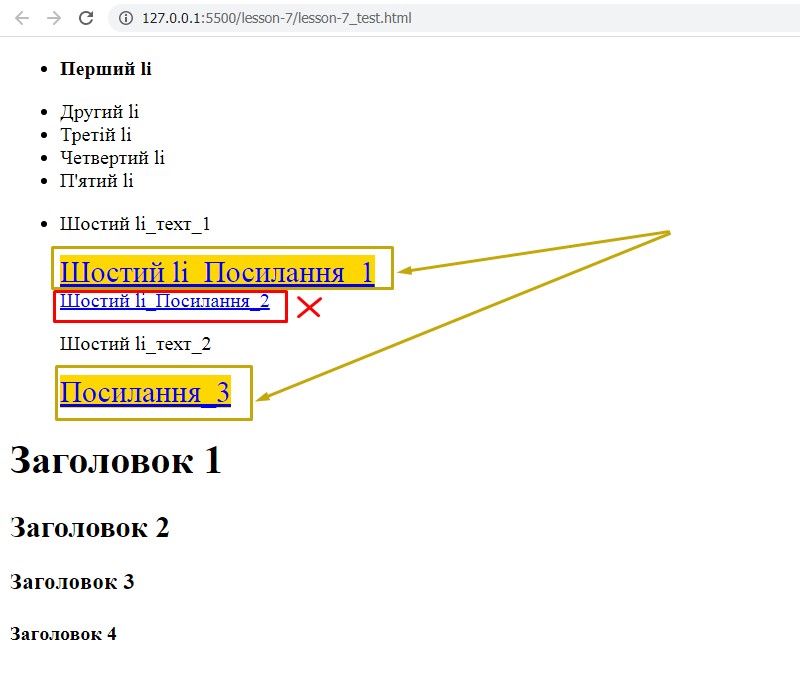 127.0.0.1:5500/lesson-7/lesson-7_test.html
Перший li
Другий li
Третій li
Четвертий li
П'ятий li
Шостий li_текст_1
Шостий li_Посилання_1
Шостий li_Посилання_2
Шостий li_текст_2
Посилання_3
Заголовок 1
Заголовок 2
Заголовок 3
Заголовок 4